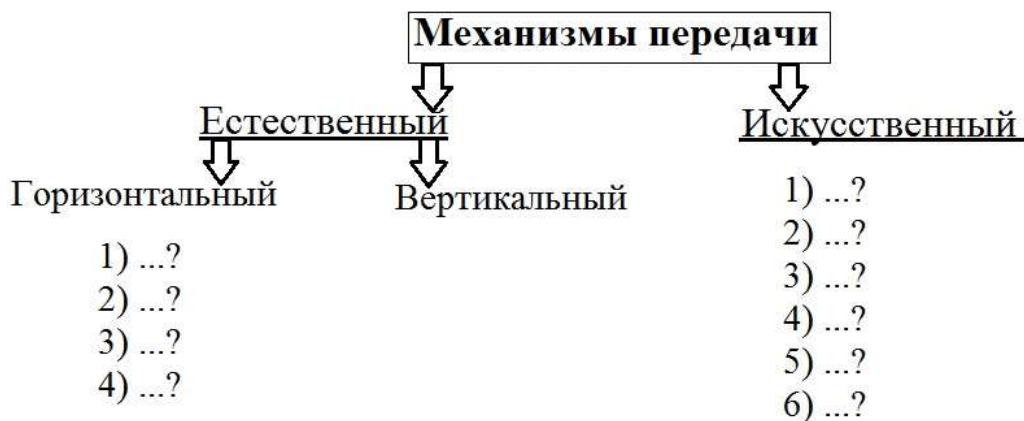 Механизмы передачи
Естественный
Искусственный
Горизонтальный
Вертикальный
1) ...?
2) ...?
3) ...?
4) ...?
1) ...?
2) ...?
3) ...?
4) ...?
5) ...?
6) ...?